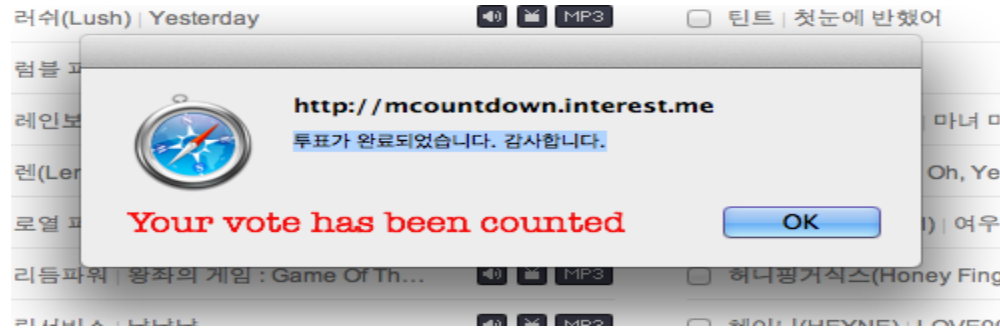 러쉬(Lush) | Yesterday MP3 틴트 | 첫눈에 반했어
럼블
http://mcountdown.interest.me
레인보 | 마녀
투표가 완료되었습니다. 감사합니다.
렌(Ler Oh, Ye
Your vote has been counted
로열 OK | 여우
리듬파워 | 왕좌의 게임 : Game Of Th... MP3 허니핑거식스(Honey Fing
MP3